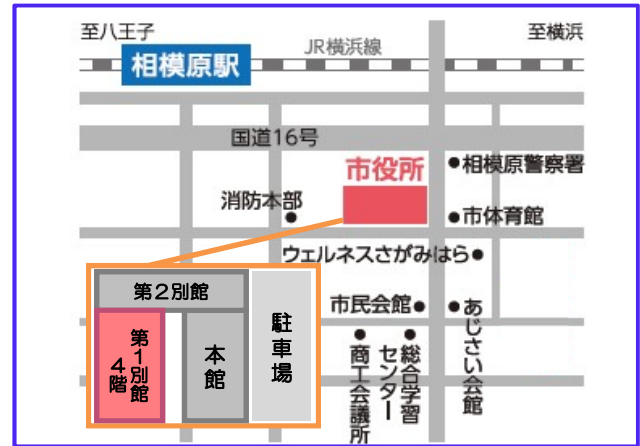 至八王子
JR横浜線
至横浜
相模原駅
国道16号
市役所
●相模原警察署
消防本部
●市体育館
ウェルネスさがみはら●
市民会館●
●あじさい会館
●商工会議所
●総合学習センター
第2別館
第1別館
4階
本館
駐車場